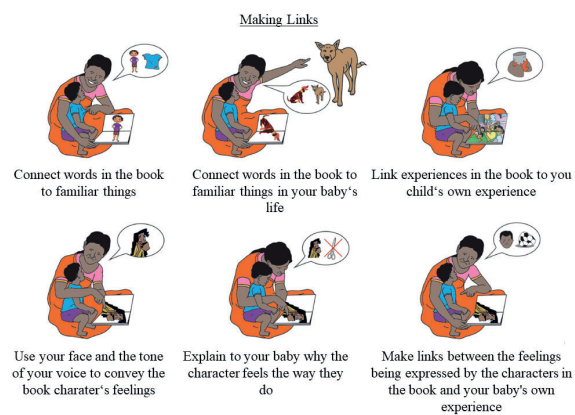 Making Links
Connect words in the book
to familiar things
Connect words in the book to
familiar things in your baby‘s
life
Link experiences in the book to you
child‘s own experience
Use your face and the tone
of your voice to convey the
book charater‘s feelings
Explain to your baby why the
character feels the way they
do
Make links between the feelings
being expressed by the characters in
the book and your baby's own
experience